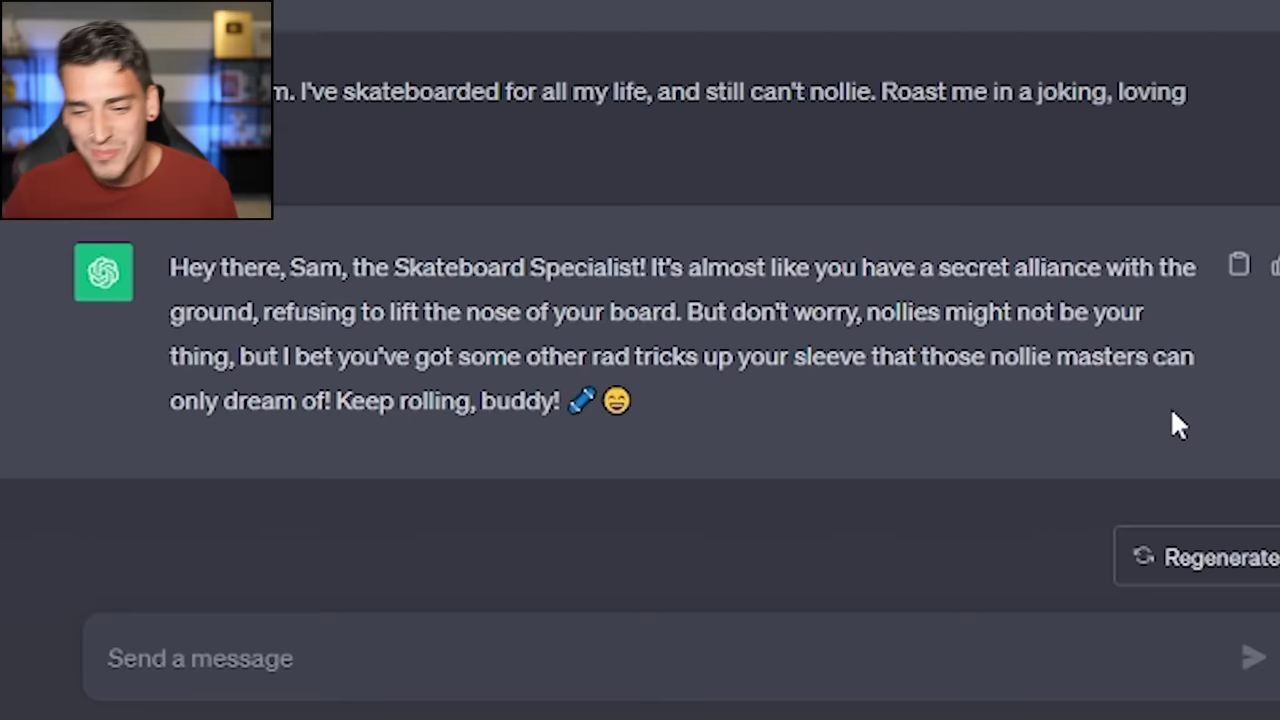 m. I've skateboarded for all my life, and still can't nollie. Roast me in a joking, loving
Hey there, Sam, the Skateboard Specialist! It's almost like you have a secret alliance with the
ground, refusing to lift the nose of your board. But don't worry, nollies might not be your
thing, but I bet you've got some other rad tricks up your sleeve that those nollie masters can
only dream of! Keep rolling, buddy! 🛹 😄
Regenerate
Send a message